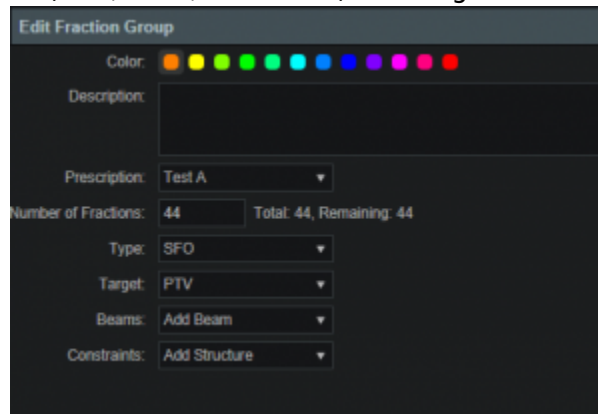 Edit Fraction Group
Color:
Description:
Prescription: Test A
Number of Fractions: 44 Total: 44, Remaining: 44
Type: SFO
Target: PTV
Beams: Add Beam
Constraints: Add Structure